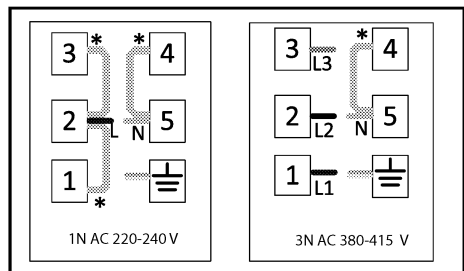 3 * * 4
2 L N 5
1 *
1N AC 220-240 V
3 L3 * 4
2 L2 N 5
1 L1
3N AC 380-415 V